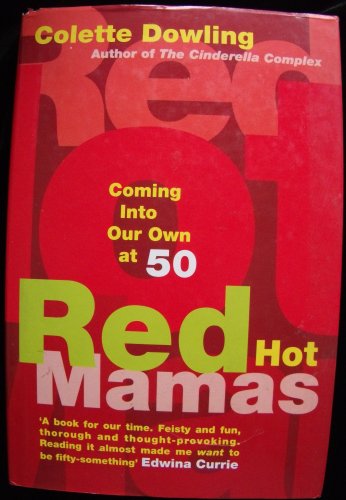 Colette Dowling
Author of The Cinderella Complex
Coming
Into
Our Own
at 50
Red Hot
Mamas
'A book for our time. Feisty and fun,
thorough and thought-provoking.
Reading it almost made me want to
be fifty-something' Edwina Currie